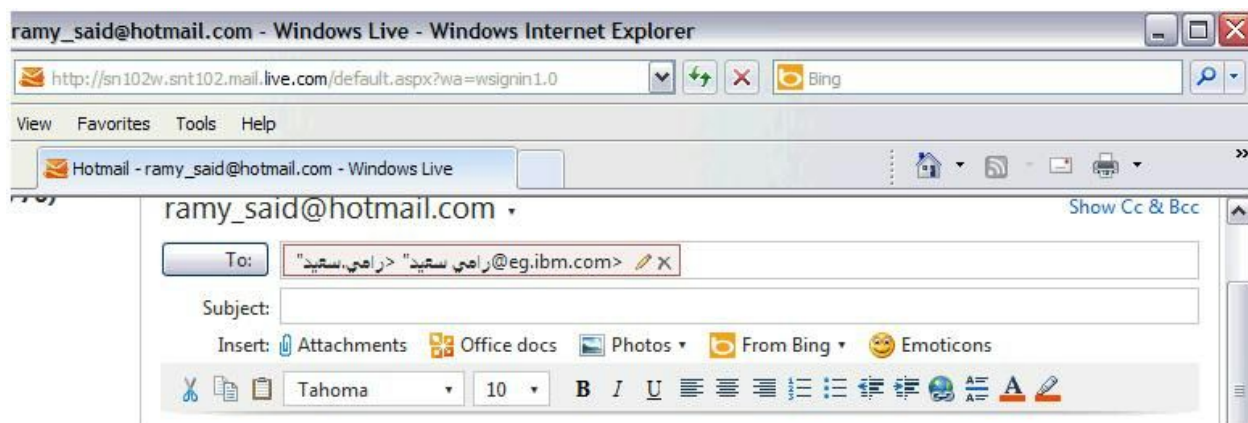 ramy_said@hotmail.com - Windows Live - Windows Internet Explorer
http://sn102w.snt102.mail.live.com/default.aspx?wa=wsignin1.0 Bing
View Favorites Tools Help
Hotmail - ramy_said@hotmail.com - Windows Live »
ramy_said@hotmail.com Show Cc & Bcc
To: "رامي سعيد" <رامي.سعيد@eg.ibm.com>
Subject:
Insert: Attachments Office docs Photos From Bing Emoticons
Tahoma 10 B I U A